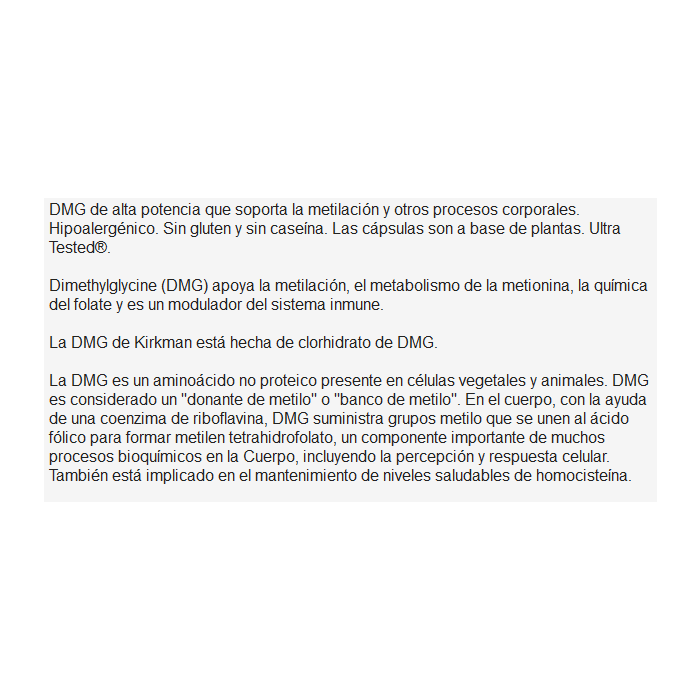 DMG de alta potencia que soporta la metilación y otros procesos corporales.
Hipoalergénico. Sin gluten y sin caseína. Las cápsulas son a base de plantas. Ultra
Tested®.
Dimethylglycine (DMG) apoya la metilación, el metabolismo de la metionina, la química
del folate y es un modulador del sistema inmune.
La DMG de Kirkman está hecha de clorhidrato de DMG.
La DMG es un aminoácido no proteico presente en células vegetales y animales. DMG
es considerado un "donante de metilo" o "banco de metilo". En el cuerpo, con la ayuda
de una coenzima de riboflavina, DMG suministra grupos metilo que se unen al ácido
fólico para formar metilen tetrahidrofolato, un componente importante de muchos
procesos bioquímicos en la Cuerpo, incluyendo la percepción y respuesta celular.
También está implicado en el mantenimiento de niveles saludables de homocisteína.